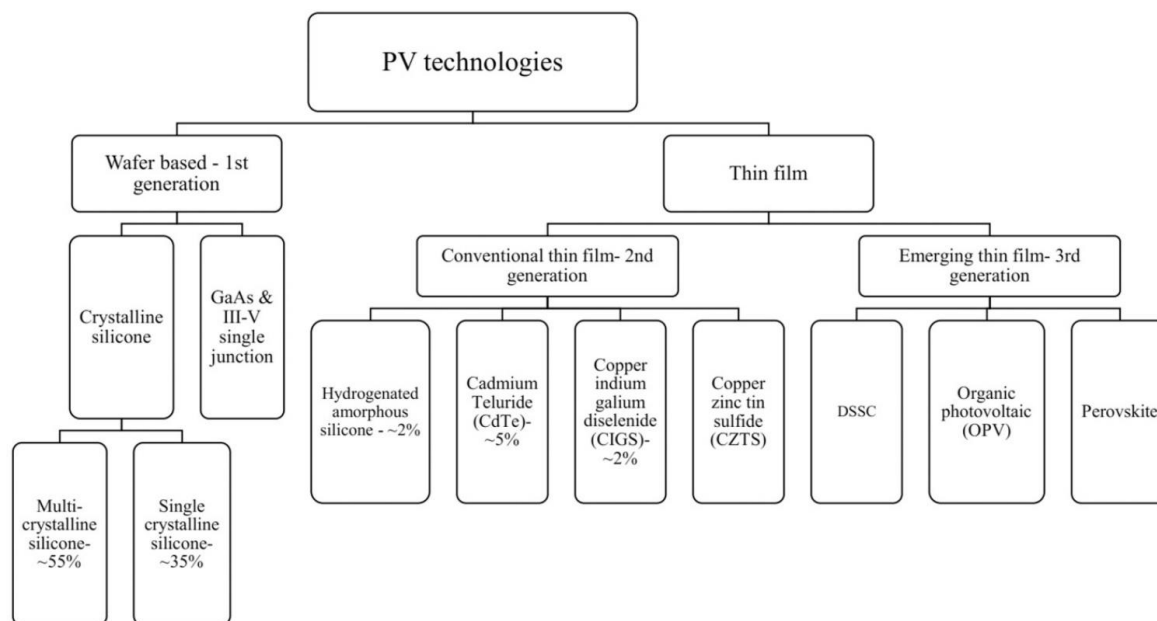 PV technologies
Wafer based - 1st
generation
Thin film
Conventional thin film- 2nd
generation
Emerging thin film- 3rd
generation
Crystalline
silicone
GaAs &
III-V
single
junction
Hydrogenated
amorphous
silicone - ~2%
Cadmium
Teluride
(CdTe)-
~5%
Copper
indium
galium
diselenide
(CIGS)-
~2%
Copper
zinc tin
sulfide
(CZTS)
DSSC
Organic
photovoltaic
(OPV)
Perovskite
Multi-
crystalline
silicone-
~55%
Single
crystalline
silicone-
~35%